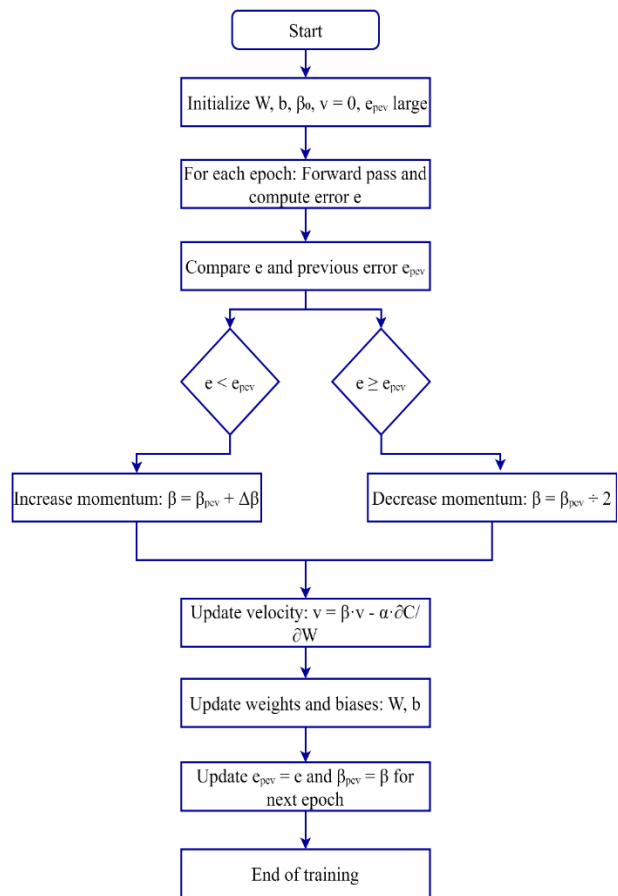 Start
Initialize W, b, β₀, v = 0, eₚₑᵥ large
For each epoch: Forward pass and
compute error e
Compare e and previous error eₚₑᵥ
e < eₚₑᵥ
e ≥ eₚₑᵥ
Increase momentum: β = βₚₑᵥ + Δβ
Decrease momentum: β = βₚₑᵥ ÷ 2
Update velocity: v = β·v - α·∂C/
∂W
Update weights and biases: W, b
Update eₚₑᵥ = e and βₚₑᵥ = β for
next epoch
End of training